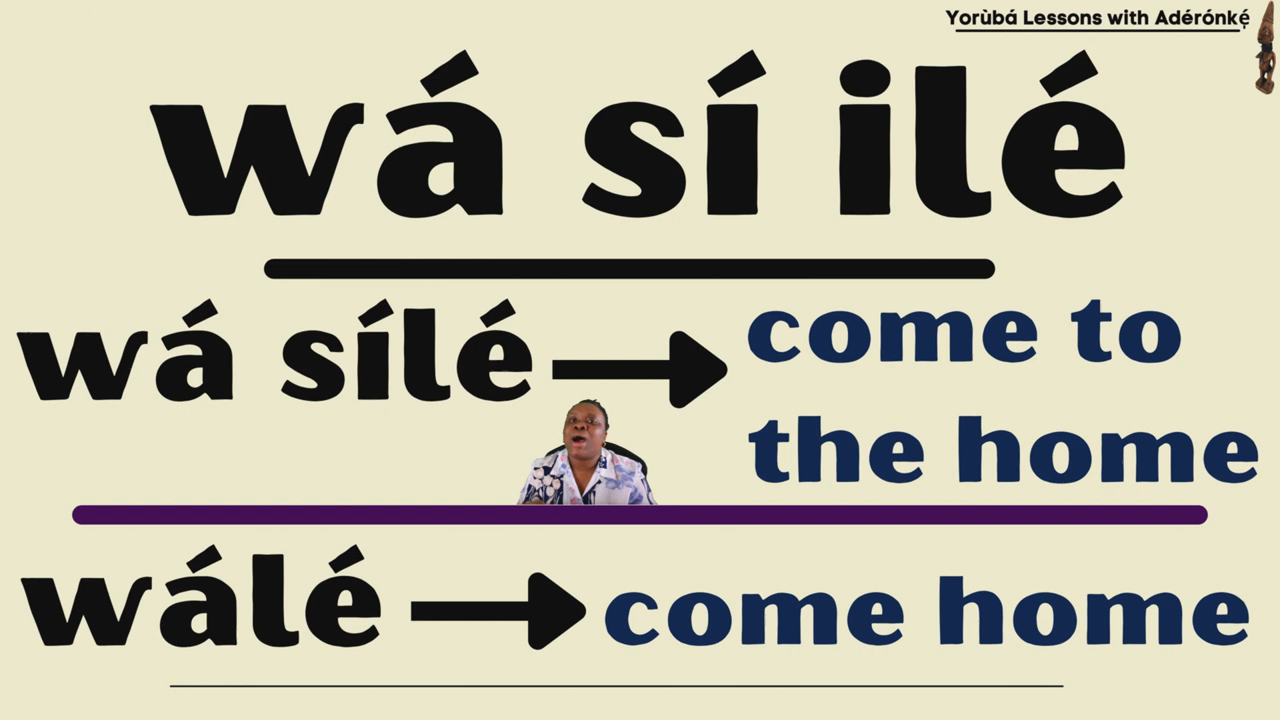 Yorùbá Lessons with Adérónkẹ́
wá sí ilé
wá sílé → come to
the home
wálé → come home